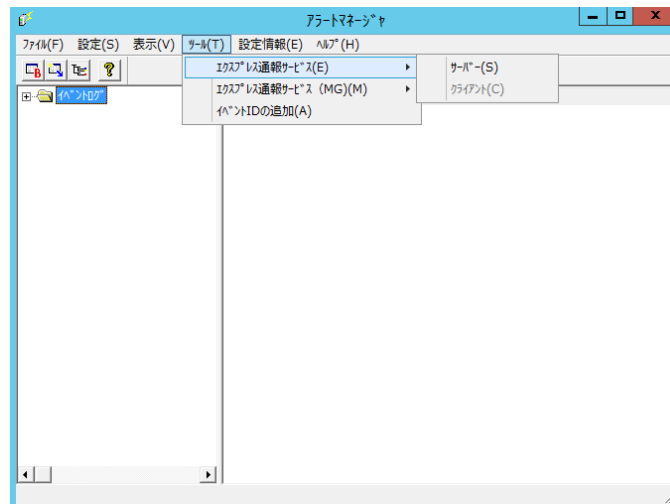 アラートマネージャ
ファイル(F) 設定(S) 表示(V) ツール(T) 設定情報(E) ヘルプ(H)
エクスプレス通報サービス(E)
サーバー(S)
エクスプレス通報サービス (MG)(M)
クライアント(C)
イベントIDの追加(A)
イベントログ